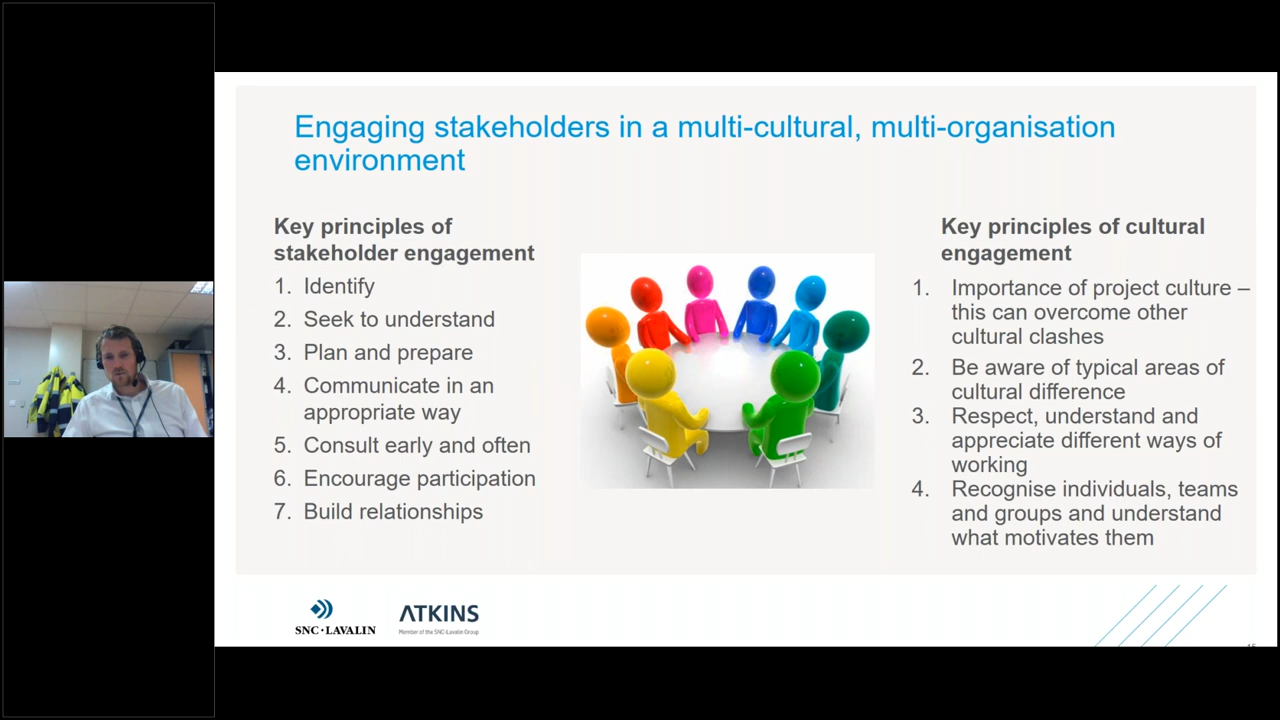 Engaging stakeholders in a multi-cultural, multi-organisation
environment
Key principles of
stakeholder engagement
1. Identify
2. Seek to understand
3. Plan and prepare
4. Communicate in an
appropriate way
5. Consult early and often
6. Encourage participation
7. Build relationships
Key principles of cultural
engagement
1. Importance of project culture –
this can overcome other
cultural clashes
2. Be aware of typical areas of
cultural difference
3. Respect, understand and
appreciate different ways of
working
4. Recognise individuals, teams
and groups and understand
what motivates them
SNC•LAVALIN
ATKINS
Member of the SNC-Lavalin Group